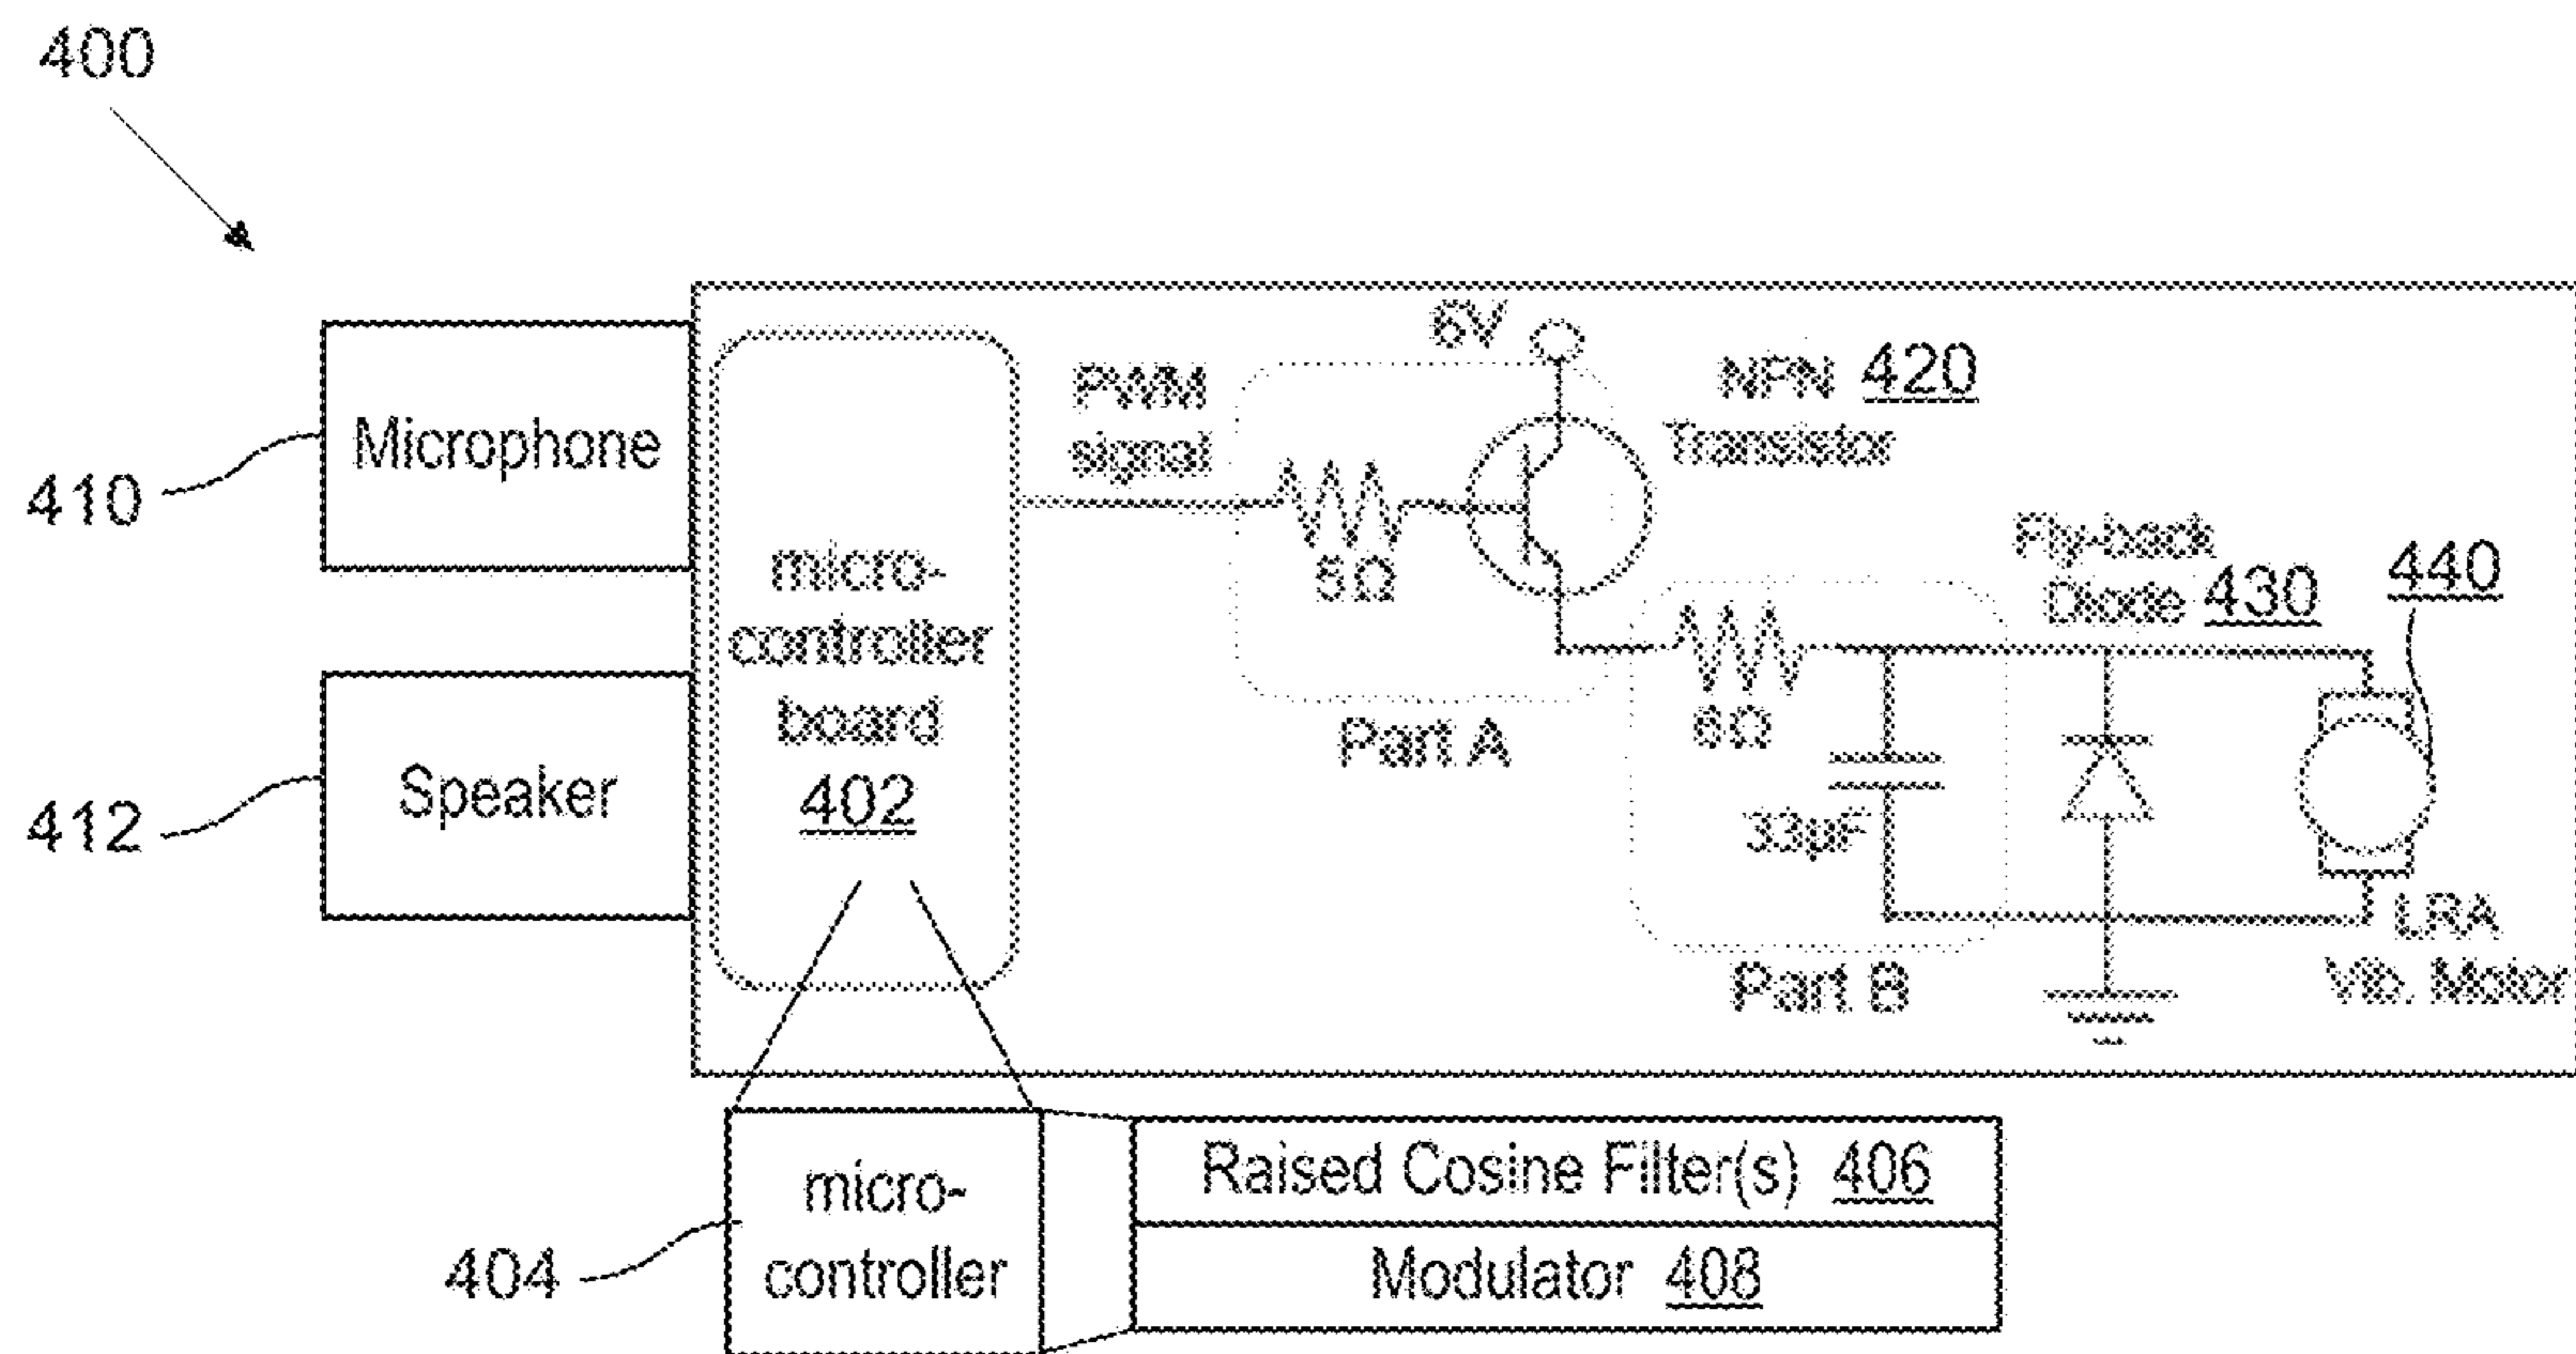 400
Microphone
410
Speaker
412
micro-
controller
board
402
PWM
signal
6V
NPN 420
Transistor
5Ω
Part A
6Ω
33μF
Part B
Fly-back
Diode 430
440
LRA
Vib. Motor
micro-
controller
404
Raised Cosine Filter(s) 406
Modulator 408